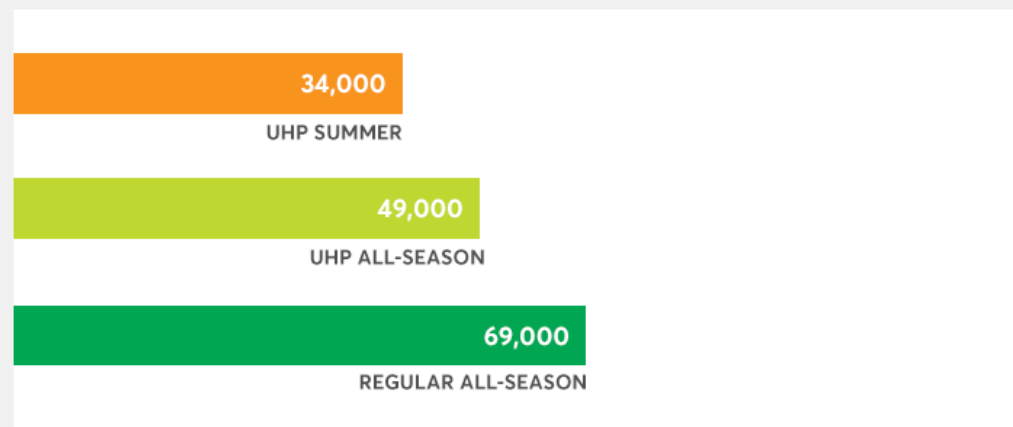 34,000
UHP SUMMER
49,000
UHP ALL-SEASON
69,000
REGULAR ALL-SEASON